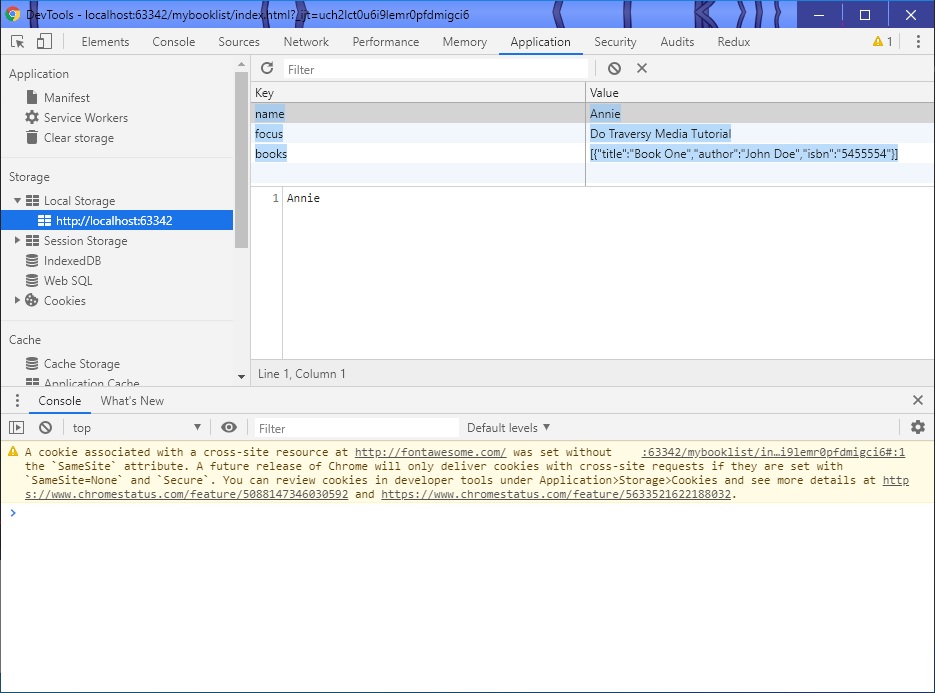 DevTools - localhost:63342/mybooklist/index.html?_ijt=uch2lct0u6i9lemr0pfdmigci6
Elements Console Sources Network Performance Memory Application Security Audits Redux 1
Application
Manifest
Service Workers
Clear storage
Storage
Local Storage
http://localhost:63342
Session Storage
IndexedDB
Web SQL
Cookies
Cache
Cache Storage
Application Cache
Filter
Key Value
name Annie
focus Do Traversy Media Tutorial
books [{"title":"Book One","author":"John Doe","isbn":"5455554"}]
1 Annie
Line 1, Column 1
Console What's New
top Filter Default levels
A cookie associated with a cross-site resource at http://fontawesome.com/ was set without :63342/mybooklist/in…i9lemr0pfdmigci6#:1
the `SameSite` attribute. A future release of Chrome will only deliver cookies with cross-site requests if they are set with
`SameSite=None` and `Secure`. You can review cookies in developer tools under Application>Storage>Cookies and see more details at http
s://www.chromestatus.com/feature/5088147346030592 and https://www.chromestatus.com/feature/5633521622188032.